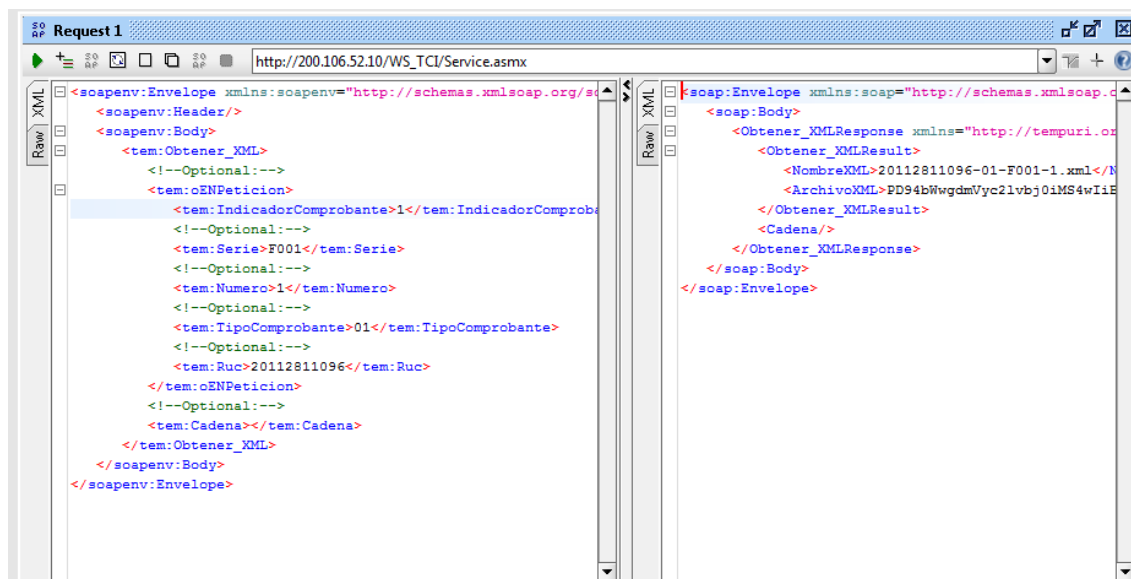 SO AP Request 1
http://200.106.52.10/WS_TCI/Service.asmx
XML
Raw
<soapenv:Envelope xmlns:soapenv="http://schemas.xmlsoap.org/so
<soapenv:Header/>
<soapenv:Body>
<tem:Obtener_XML>
<!--Optional:-->
<tem:oENPeticion>
<tem:IndicadorComprobante>1</tem:IndicadorComproba
<!--Optional:-->
<tem:Serie>F001</tem:Serie>
<!--Optional:-->
<tem:Numero>1</tem:Numero>
<!--Optional:-->
<tem:TipoComprobante>01</tem:TipoComprobante>
<!--Optional:-->
<tem:Ruc>20112811096</tem:Ruc>
</tem:oENPeticion>
<!--Optional:-->
<tem:Cadena></tem:Cadena>
</tem:Obtener_XML>
</soapenv:Body>
</soapenv:Envelope>
XML
Raw
<soap:Envelope xmlns:soap="http://schemas.xmlsoap.o
<soap:Body>
<Obtener_XMLResponse xmlns="http://tempuri.or
<Obtener_XMLResult>
<NombreXML>20112811096-01-F001-1.xml</N
<ArchivoXML>PD94bWwgdmVyc2lvbj0iMS4wIiB
</Obtener_XMLResult>
<Cadena/>
</Obtener_XMLResponse>
</soap:Body>
</soap:Envelope>